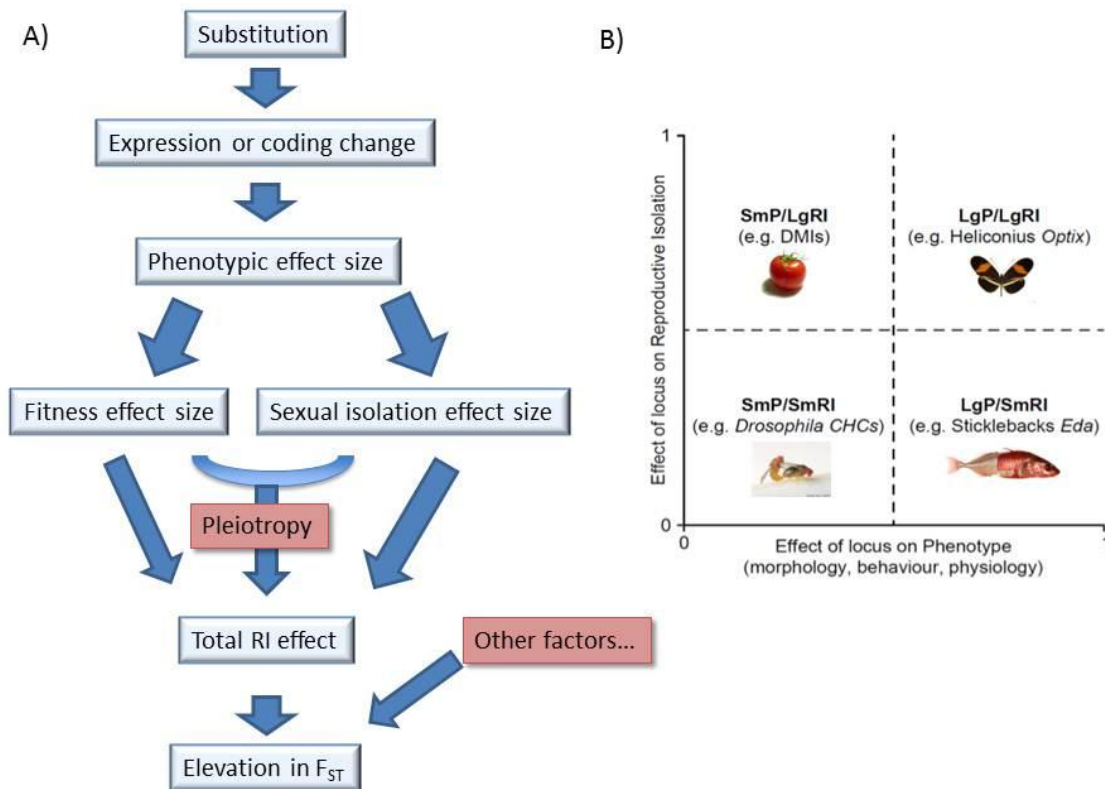 A)
Substitution
Expression or coding change
Phenotypic effect size
Fitness effect size
Sexual isolation effect size
Pleiotropy
Total RI effect
Other factors...
Elevation in FST
B)
Effect of locus on Reproductive Isolation
1
SmP/LgRI
(e.g. DMIs)
LgP/LgRI
(e.g. Heliconius Optix)
SmP/SmRI
(e.g. Drosophila CHCs)
LgP/SmRI
(e.g. Sticklebacks Eda)
0
0
Effect of locus on Phenotype
(morphology, behaviour, physiology)